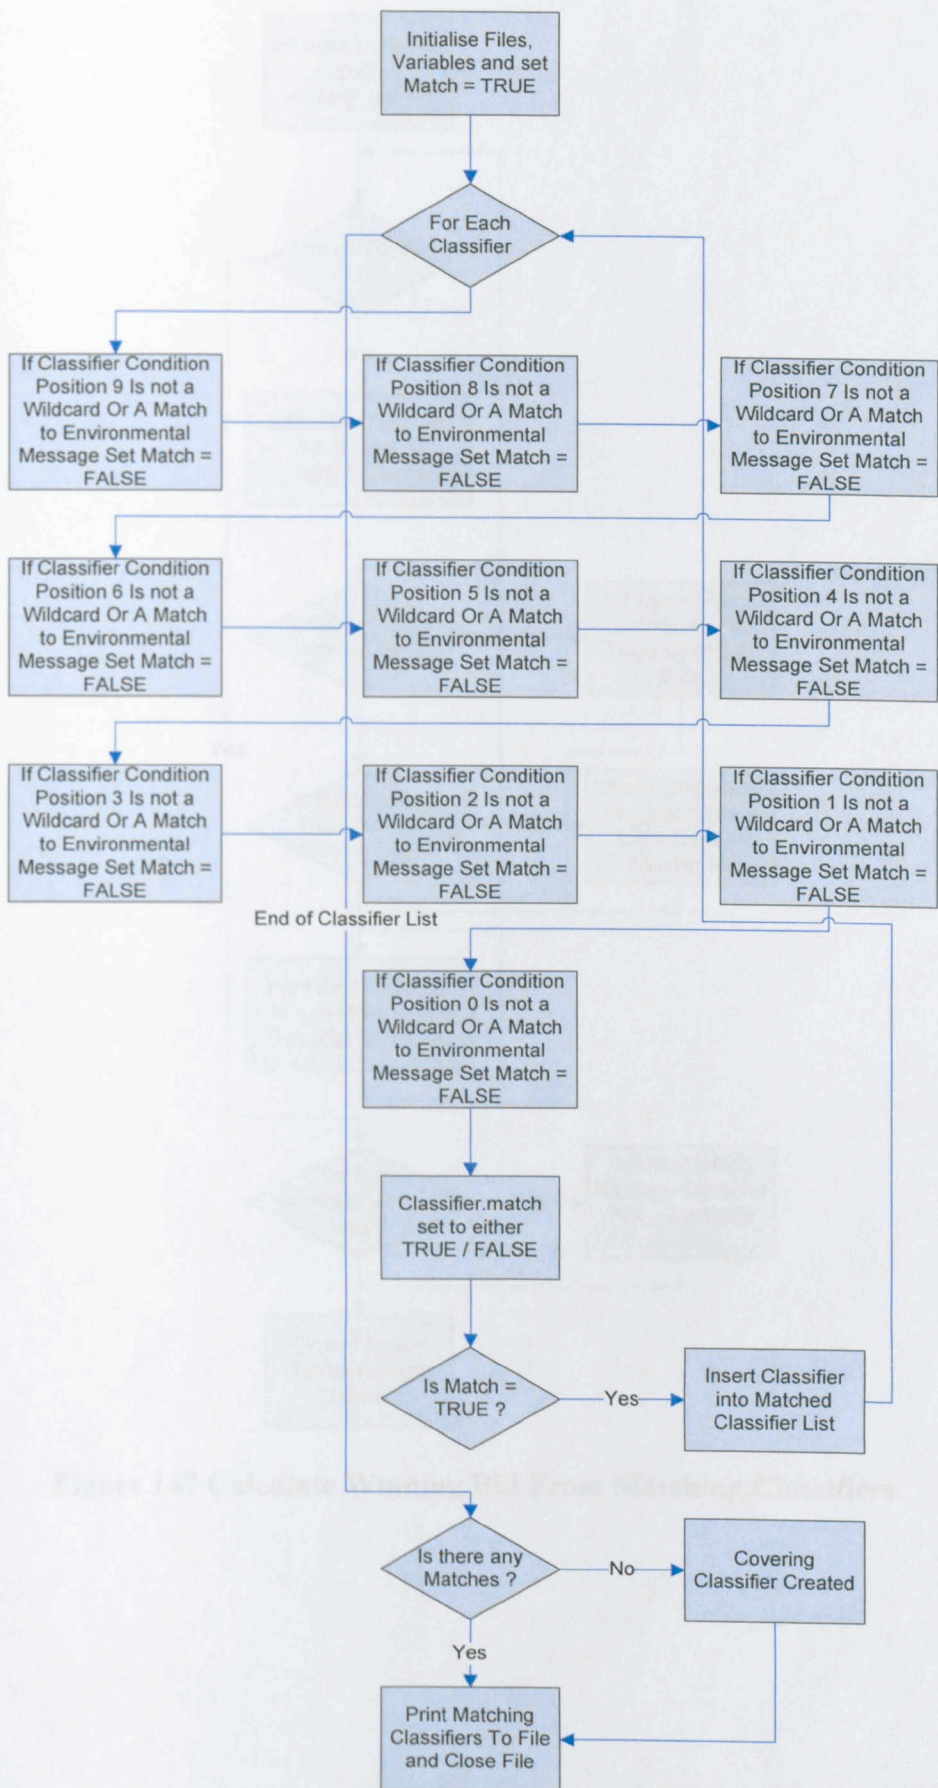 Initialise Files,
Variables and set
Match = TRUE
For Each
Classifier
If Classifier Condition
Position 9 Is not a
Wildcard Or A Match
to Environmental
Message Set Match =
FALSE
If Classifier Condition
Position 8 Is not a
Wildcard Or A Match
to Environmental
Message Set Match =
FALSE
If Classifier Condition
Position 7 Is not a
Wildcard Or A Match
to Environmental
Message Set Match =
FALSE
If Classifier Condition
Position 6 Is not a
Wildcard Or A Match
to Environmental
Message Set Match =
FALSE
If Classifier Condition
Position 5 Is not a
Wildcard Or A Match
to Environmental
Message Set Match =
FALSE
If Classifier Condition
Position 4 Is not a
Wildcard Or A Match
to Environmental
Message Set Match =
FALSE
If Classifier Condition
Position 3 Is not a
Wildcard Or A Match
to Environmental
Message Set Match =
FALSE
If Classifier Condition
Position 2 Is not a
Wildcard Or A Match
to Environmental
Message Set Match =
FALSE
If Classifier Condition
Position 1 Is not a
Wildcard Or A Match
to Environmental
Message Set Match =
FALSE
End of Classifier List
If Classifier Condition
Position 0 Is not a
Wildcard Or A Match
to Environmental
Message Set Match =
FALSE
Classifier.match
set to either
TRUE / FALSE
Is Match =
TRUE ?
Yes
Insert Classifier
into Matched
Classifier List
Figure 147 Calculate Winning Bid From Matching Classifiers
Is there any
Matches ?
No
Covering
Classifier Created
Yes
Print Matching
Classifiers To File
and Close File